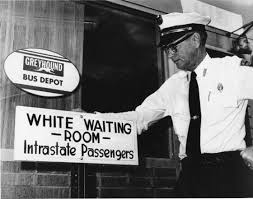 GREYHOUND
BUS DEPOT
WHITE WAITING
- ROOM -
Intrastate Passengers